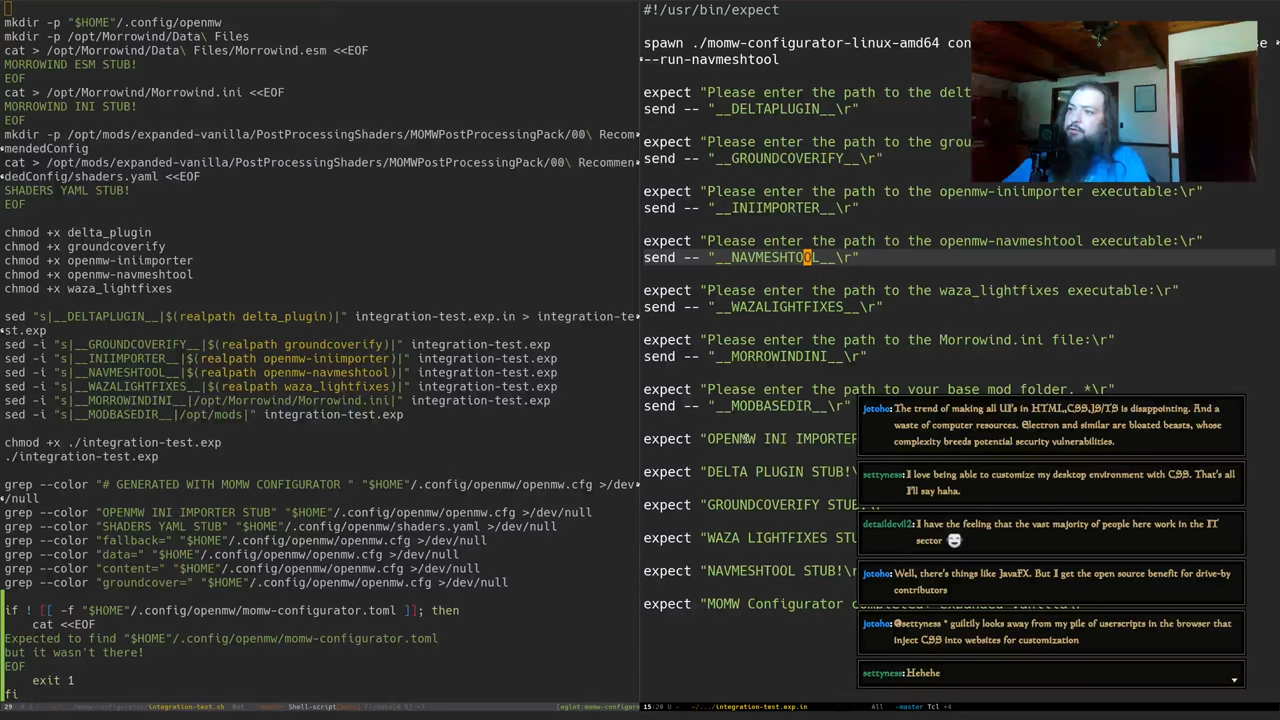 mkdir -p "$HOME"/.config/openmw
mkdir -p /opt/Morrowind/Data\ Files
cat > /opt/Morrowind/Data\ Files/Morrowind.esm <<EOF
MORROWIND ESM STUB!
EOF
cat > /opt/Morrowind/Morrowind.ini <<EOF
MORROWIND INI STUB!
EOF
mkdir -p /opt/mods/expanded-vanilla/PostProcessingShaders/MOMWPostProcessingPack/00\ Recom
mendedConfig
cat > /opt/mods/expanded-vanilla/PostProcessingShaders/MOMWPostProcessingPack/00\ Recommen
dedConfig/shaders.yaml <<EOF
SHADERS YAML STUB!
EOF
chmod +x delta_plugin
chmod +x groundcoverify
chmod +x openmw-iniimporter
chmod +x openmw-navmeshtool
chmod +x waza_lightfixes
sed "s|__DELTAPLUGIN__|$(realpath delta_plugin)|" integration-test.exp.in > integration-te
st.exp
sed -i "s|__GROUNDCOVERIFY__|$(realpath groundcoverify)|" integration-test.exp
sed -i "s|__INIIMPORTER__|$(realpath openmw-iniimporter)|" integration-test.exp
sed -i "s|__NAVMESHTOOL__|$(realpath openmw-navmeshtool)|" integration-test.exp
sed -i "s|__WAZALIGHTFIXES__|$(realpath waza_lightfixes)|" integration-test.exp
sed -i "s|__MORROWINDINI__|/opt/Morrowind/Morrowind.ini|" integration-test.exp
sed -i "s|__MODBASEDIR__|/opt/mods|" integration-test.exp
chmod +x ./integration-test.exp
./integration-test.exp
grep --color "# GENERATED WITH MOMW CONFIGURATOR " "$HOME"/.config/openmw/openmw.cfg >/dev
/null
grep --color "OPENMW INI IMPORTER STUB" "$HOME"/.config/openmw/openmw.cfg >/dev/null
grep --color "SHADERS YAML STUB" "$HOME"/.config/openmw/shaders.yaml >/dev/null
grep --color "fallback=" "$HOME"/.config/openmw/openmw.cfg >/dev/null
grep --color "data=" "$HOME"/.config/openmw/openmw.cfg >/dev/null
grep --color "content=" "$HOME"/.config/openmw/openmw.cfg >/dev/null
grep --color "groundcover=" "$HOME"/.config/openmw/openmw.cfg >/dev/null
if ! [[ -f "$HOME"/.config/openmw/momw-configurator.toml ]]; then
cat <<EOF
Expected to find "$HOME"/.config/openmw/momw-configurator.toml
but it wasn't there!
EOF
exit 1
fi
#!/usr/bin/expect
spawn ./momw-configurator-linux-amd64 con
--run-navmeshtool
expect "Please enter the path to the delt
send -- "__DELTAPLUGIN__\r"
expect "Please enter the path to the grou
send -- "__GROUNDCOVERIFY__\r"
expect "Please enter the path to the openmw-iniimporter executable:\r"
send -- "__INIIMPORTER__\r"
expect "Please enter the path to the openmw-navmeshtool executable:\r"
send -- "__NAVMESHTOOL__\r"
expect "Please enter the path to the waza_lightfixes executable:\r"
send -- "__WAZALIGHTFIXES__\r"
expect "Please enter the path to the Morrowind.ini file:\r"
send -- "__MORROWINDINI__\r"
expect "Please enter the path to your base mod folder. *\r"
send -- "__MODBASEDIR__\r"
expect "OPENMW INI IMPORTER
expect "DELTA PLUGIN STUB!\
expect "GROUNDCOVERIFY STUB
expect "WAZA LIGHTFIXES STU
expect "NAVMESHTOOL STUB!\r
expect "MOMW Configurator
jotoho: The trend of making all UI's in HTML,CSS,JS/TS is disappointing. And a
waste of computer resources. Electron and similar are bloated beasts, whose
complexity breeds potential security vulnerabilities.
settyness: I love being able to customize my desktop environment with CSS. That's all
I'll say haha.
detaildevil2: I have the feeling that the vast majority of people here work in the IT
sector
jotoho: Well, there's things like JavaFX. But I get the open source benefit for drive-by
contributors
jotoho: @settyness * guiltily looks away from my pile of userscripts in the browser that
inject CSS into websites for customization
settyness: Hehehe
integration-test.sh Bot master Shell-script
15:20 U ~/.../integration-test.exp.in All master Tcl +4